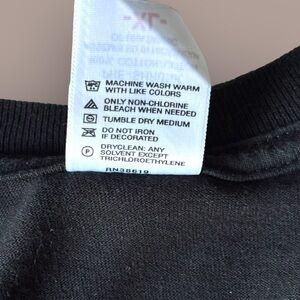 MACHINE WASH WARM
WITH LIKE COLORS
ONLY NON-CHLORINE
BLEACH WHEN NEEDED
TUMBLE DRY MEDIUM
DO NOT IRON
IF DECORATED
P DRYCLEAN: ANY
SOLVENT EXCEPT
TRICHLOROETHYLENE
RN38619